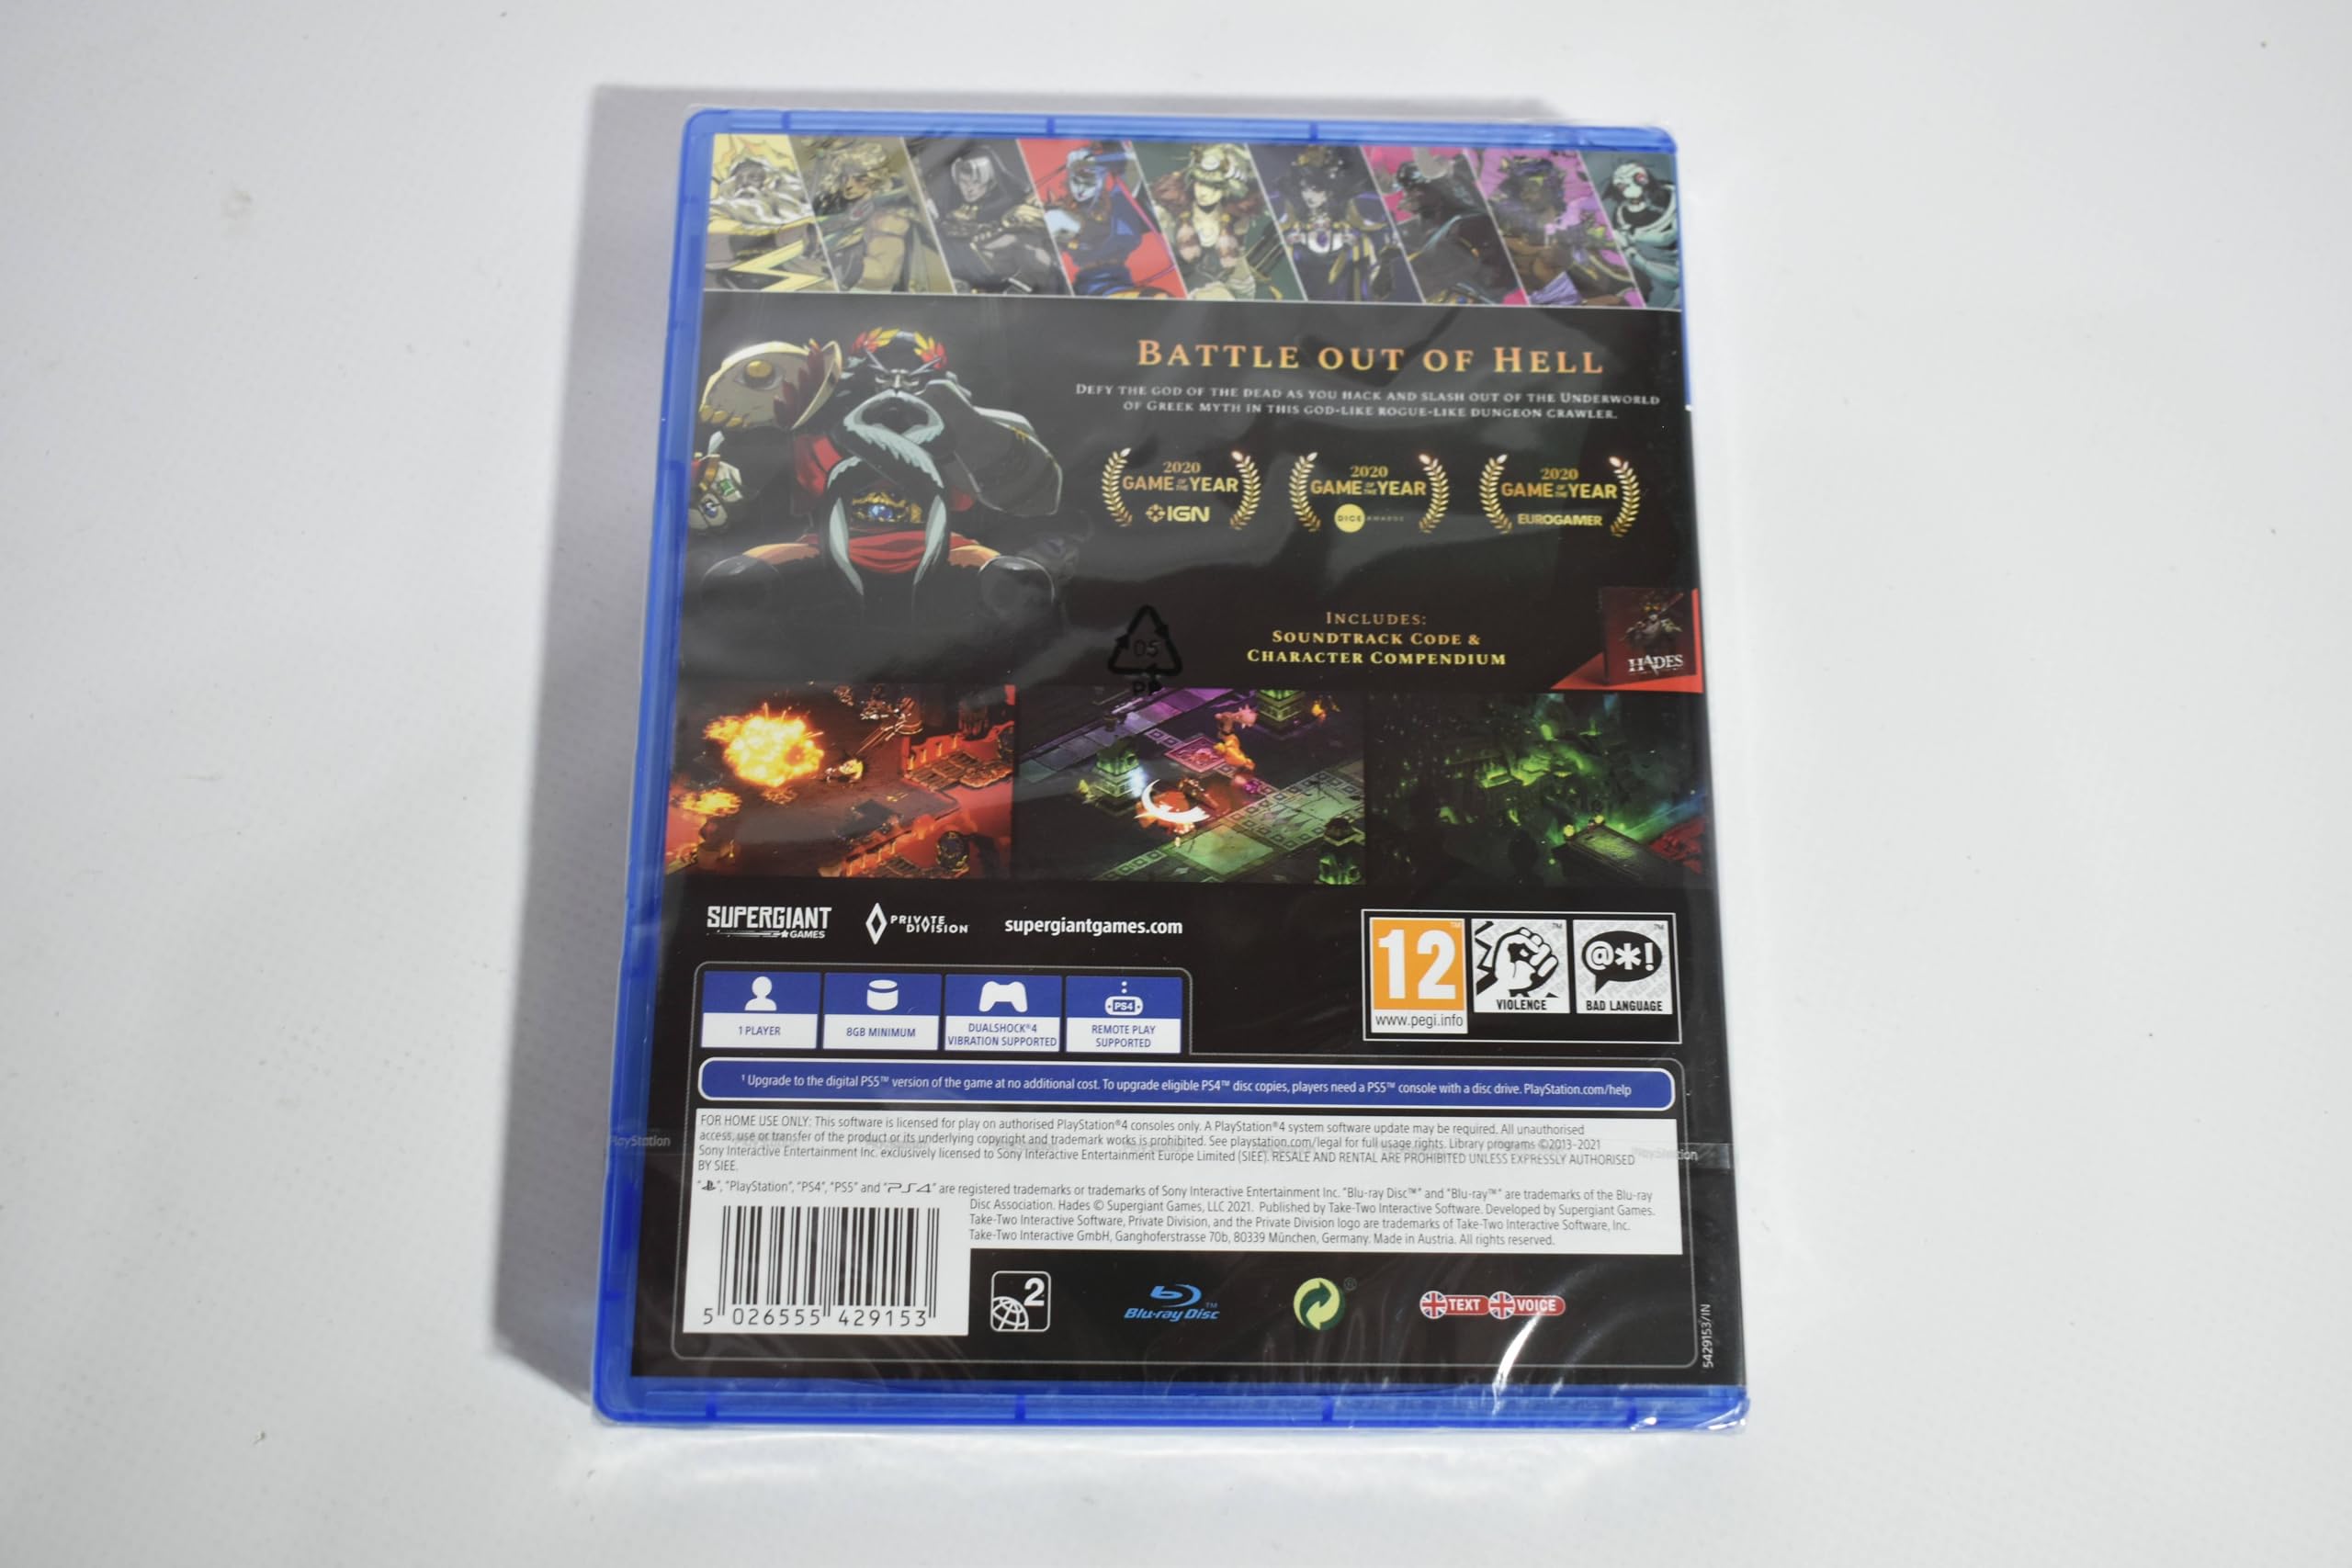 BATTLE OUT OF HELL
DEFY THE GOD OF THE DEAD AS YOU HACK AND SLASH OUT OF THE UNDERWORLD
OF GREEK MYTH IN THIS GOD-LIKE ROGUE-LIKE DUNGEON CRAWLER.
2020 GAME OF THE YEAR IGN
2020 GAME OF THE YEAR DICE AWARDS
2020 GAME OF THE YEAR EUROGAMER
INCLUDES:
SOUNDTRACK CODE &
CHARACTER COMPENDIUM
HADES
05
PP
SUPERGIANT GAMES
PRIVATE DIVISION
supergiantgames.com
12
www.pegi.info
VIOLENCE
BAD LANGUAGE
@*!
1 PLAYER
8GB MINIMUM
DUALSHOCK®4
VIBRATION SUPPORTED
PS4
REMOTE PLAY
SUPPORTED
¹ Upgrade to the digital PS5™ version of the game at no additional cost. To upgrade eligible PS4™ disc copies, players need a PS5™ console with a disc drive. PlayStation.com/help
FOR HOME USE ONLY: This software is licensed for play on authorised PlayStation®4 consoles only. A PlayStation®4 system software update may be required. All unauthorised
access, use or transfer of the product or its underlying copyright and trademark works is prohibited. See playstation.com/legal for full usage rights. Library programs ©2013-2021
Sony Interactive Entertainment Inc. exclusively licensed to Sony Interactive Entertainment Europe Limited (SIEE). RESALE AND RENTAL ARE PROHIBITED UNLESS EXPRESSLY AUTHORISED
BY SIEE.
PlayStation
PlayStation
"", "PlayStation", "PS4", "PS5" and "PS4" are registered trademarks or trademarks of Sony Interactive Entertainment Inc. "Blu-ray Disc™" and "Blu-ray™" are trademarks of the Blu-ray
Disc Association. Hades © Supergiant Games, LLC 2021. Published by Take-Two Interactive Software. Developed by Supergiant Games.
Take-Two Interactive Software, Private Division, and the Private Division logo are trademarks of Take-Two Interactive Software, Inc.
Take-Two Interactive GmbH, Ganghoferstrasse 70b, 80339 München, Germany. Made in Austria. All rights reserved.
5 026555 429153
2
Blu-ray Disc™
®
TEXT VOICE
5429153/IN